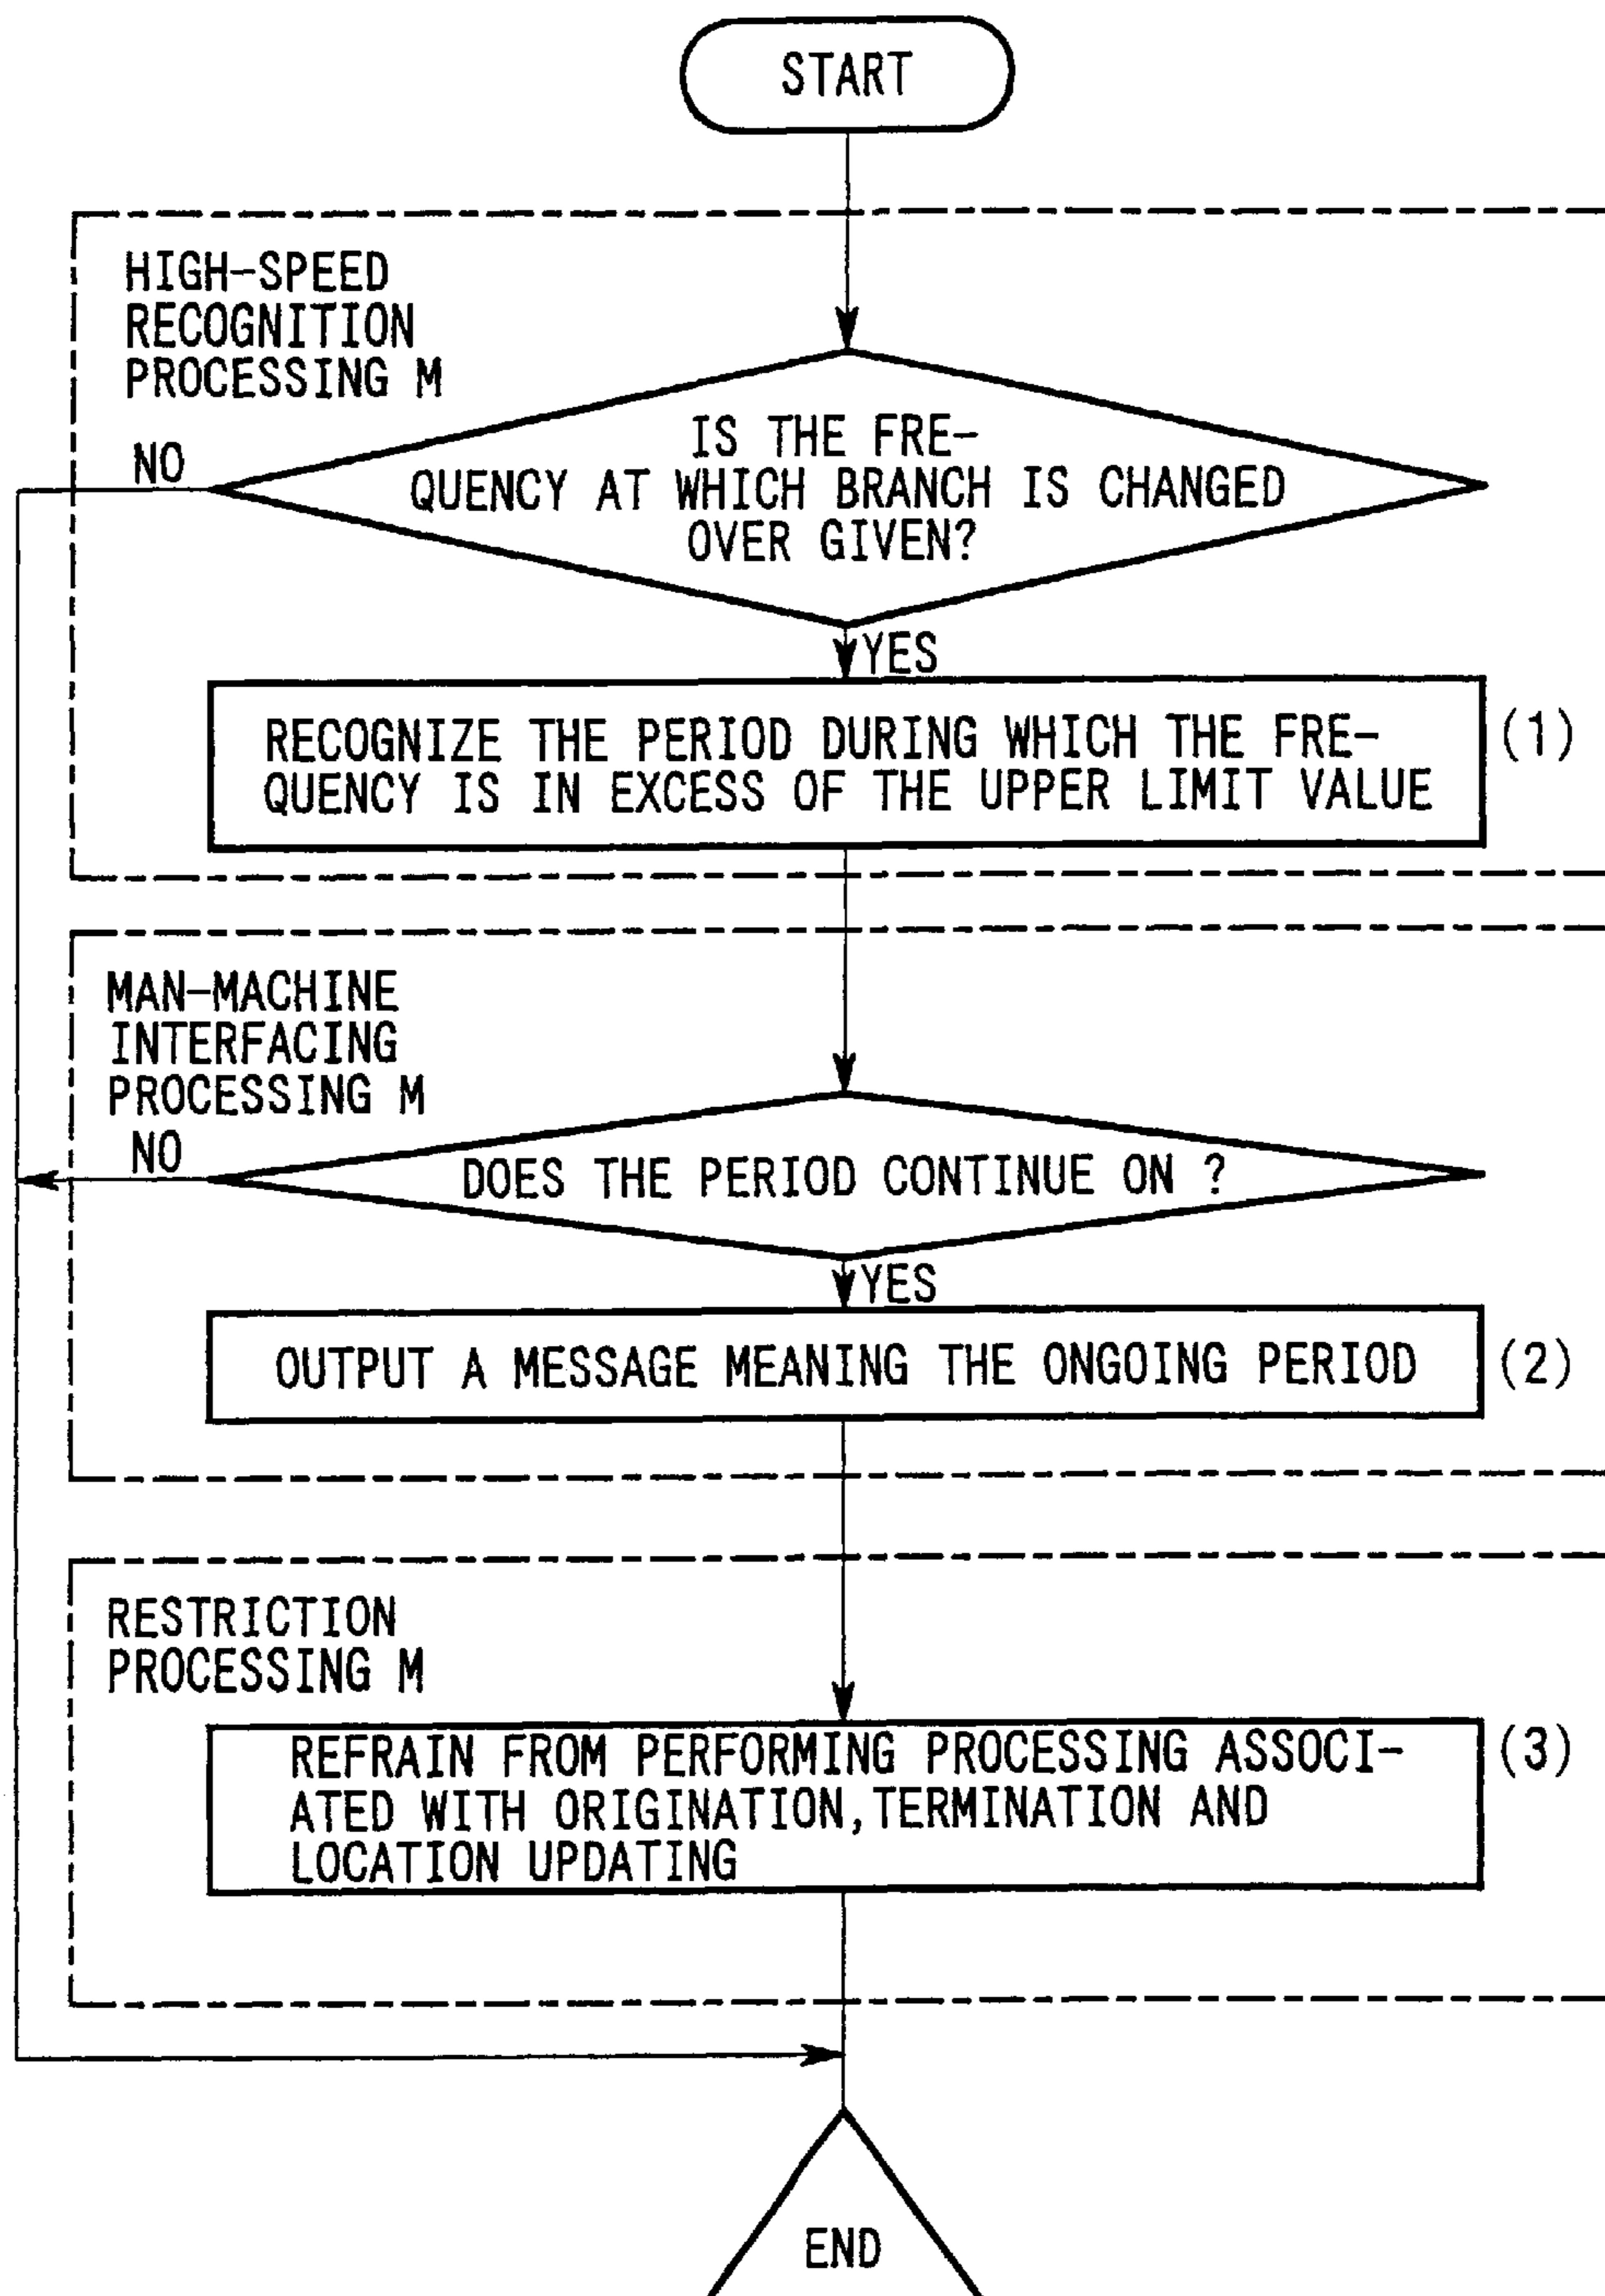 START
HIGH-SPEED
RECOGNITION
PROCESSING M
NO
IS THE FRE-
QUENCY AT WHICH BRANCH IS CHANGED
OVER GIVEN?
YES
RECOGNIZE THE PERIOD DURING WHICH THE FRE-
QUENCY IS IN EXCESS OF THE UPPER LIMIT VALUE
(1)
MAN-MACHINE
INTERFACING
PROCESSING M
NO
DOES THE PERIOD CONTINUE ON ?
YES
OUTPUT A MESSAGE MEANING THE ONGOING PERIOD
(2)
RESTRICTION
PROCESSING M
REFRAIN FROM PERFORMING PROCESSING ASSOCI-
ATED WITH ORIGINATION,TERMINATION AND
LOCATION UPDATING
(3)
END